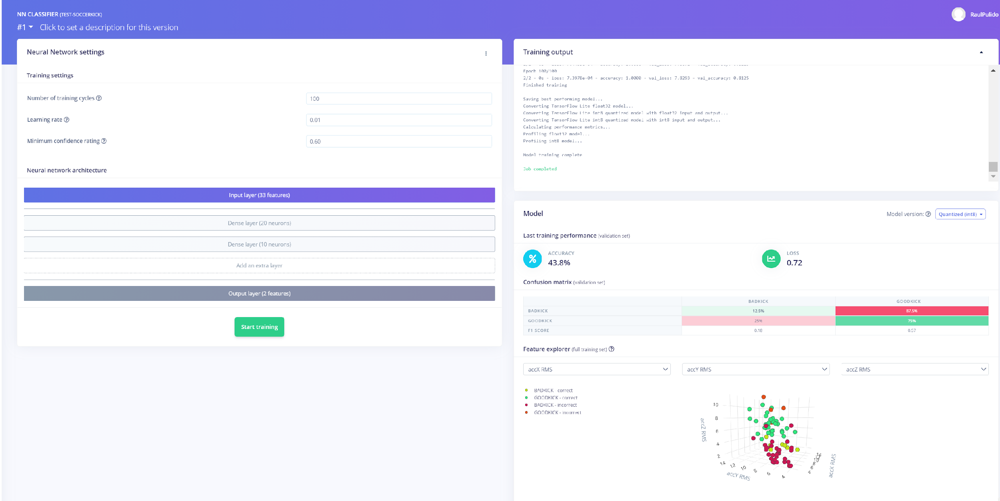 NN CLASSIFIER (TEST-SOCCERKICK)
#1 Click to set a description for this version
RaulPulido
Neural Network settings
Training settings
Number of training cycles
100
Learning rate
0.01
Minimum confidence rating
0.60
Neural network architecture
Input layer (33 features)
Dense layer (20 neurons)
Dense layer (10 neurons)
Add an extra layer
Output layer (2 features)
Start training
Training output
Epoch 100/100
2/2 - 0s - loss: 7.3978e-04 - accuracy: 1.0000 - val_loss: 7.8293 - val_accuracy: 0.8125
Finished training
Saving best performing model...
Converting TensorFlow Lite float32 model...
Converting TensorFlow Lite int8 quantized model with float32 input and output...
Converting TensorFlow Lite int8 quantized model with int8 input and output...
Calculating performance metrics...
Profiling float32 model...
Profiling int8 model...
Model training complete
Job completed
Model
Model version: Quantized (int8)
Last training performance (validation set)
ACCURACY
43.8%
LOSS
0.72
Confusion matrix (validation set)
BADKICK GOODKICK
BADKICK 12.5% 87.5%
GOODKICK 25% 75%
F1 SCORE 0.18 0.57
Feature explorer (full training set)
accX RMS accY RMS accZ RMS
BADKICK - correct
GOODKICK - correct
BADKICK - incorrect
GOODKICK - incorrect
10
8
6
4
2
accZ RMS
14 12 10 8 6 4
accY RMS
14
12
10
8
6
4
accX RMS